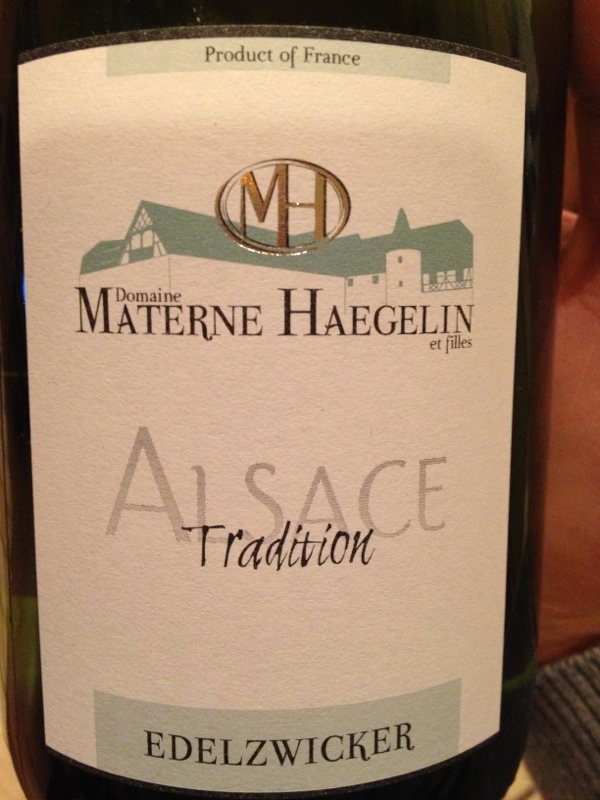 Product of France
MH
Domaine
MATERNE HAEGELIN
et filles
ALSACE
Tradition
EDELZWICKER